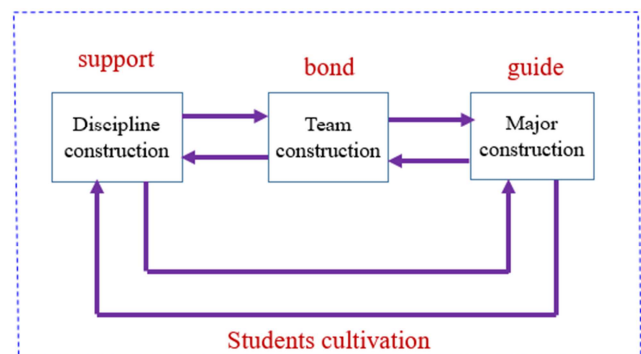 support
bond
guide
Discipline
construction
Team
construction
Major
construction
Students cultivation